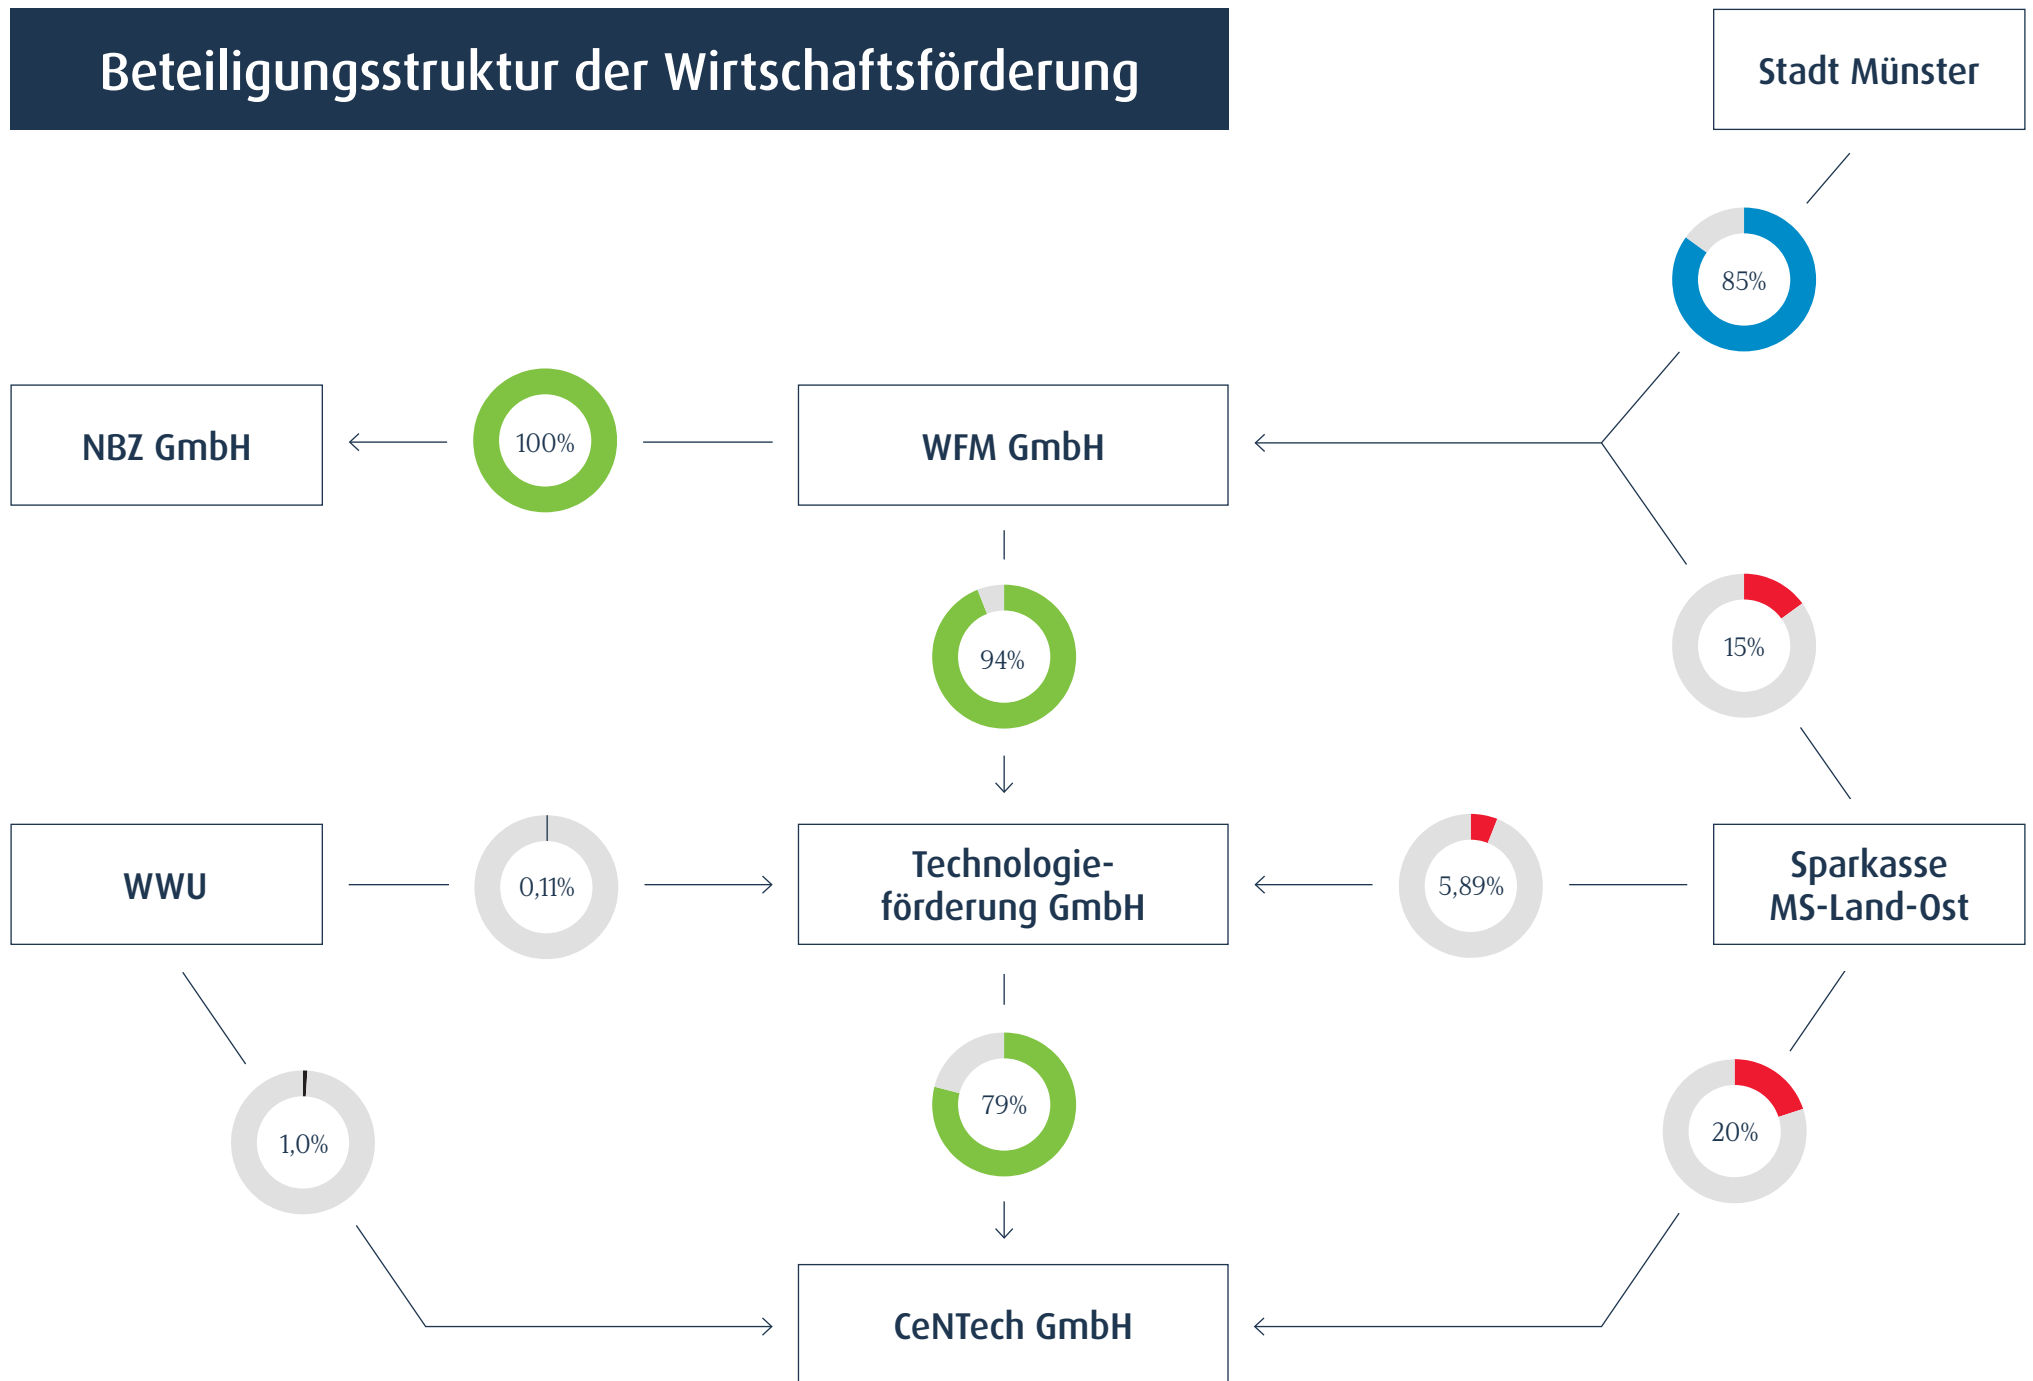 Beteiligungsstruktur der Wirtschaftsförderung
Stadt Münster
85%
NBZ GmbH
100%
WFM GmbH
94%
15%
WWU
0,11%
Technologie-
förderung GmbH
5,89%
Sparkasse
MS-Land-Ost
1,0%
79%
20%
CeNTech GmbH